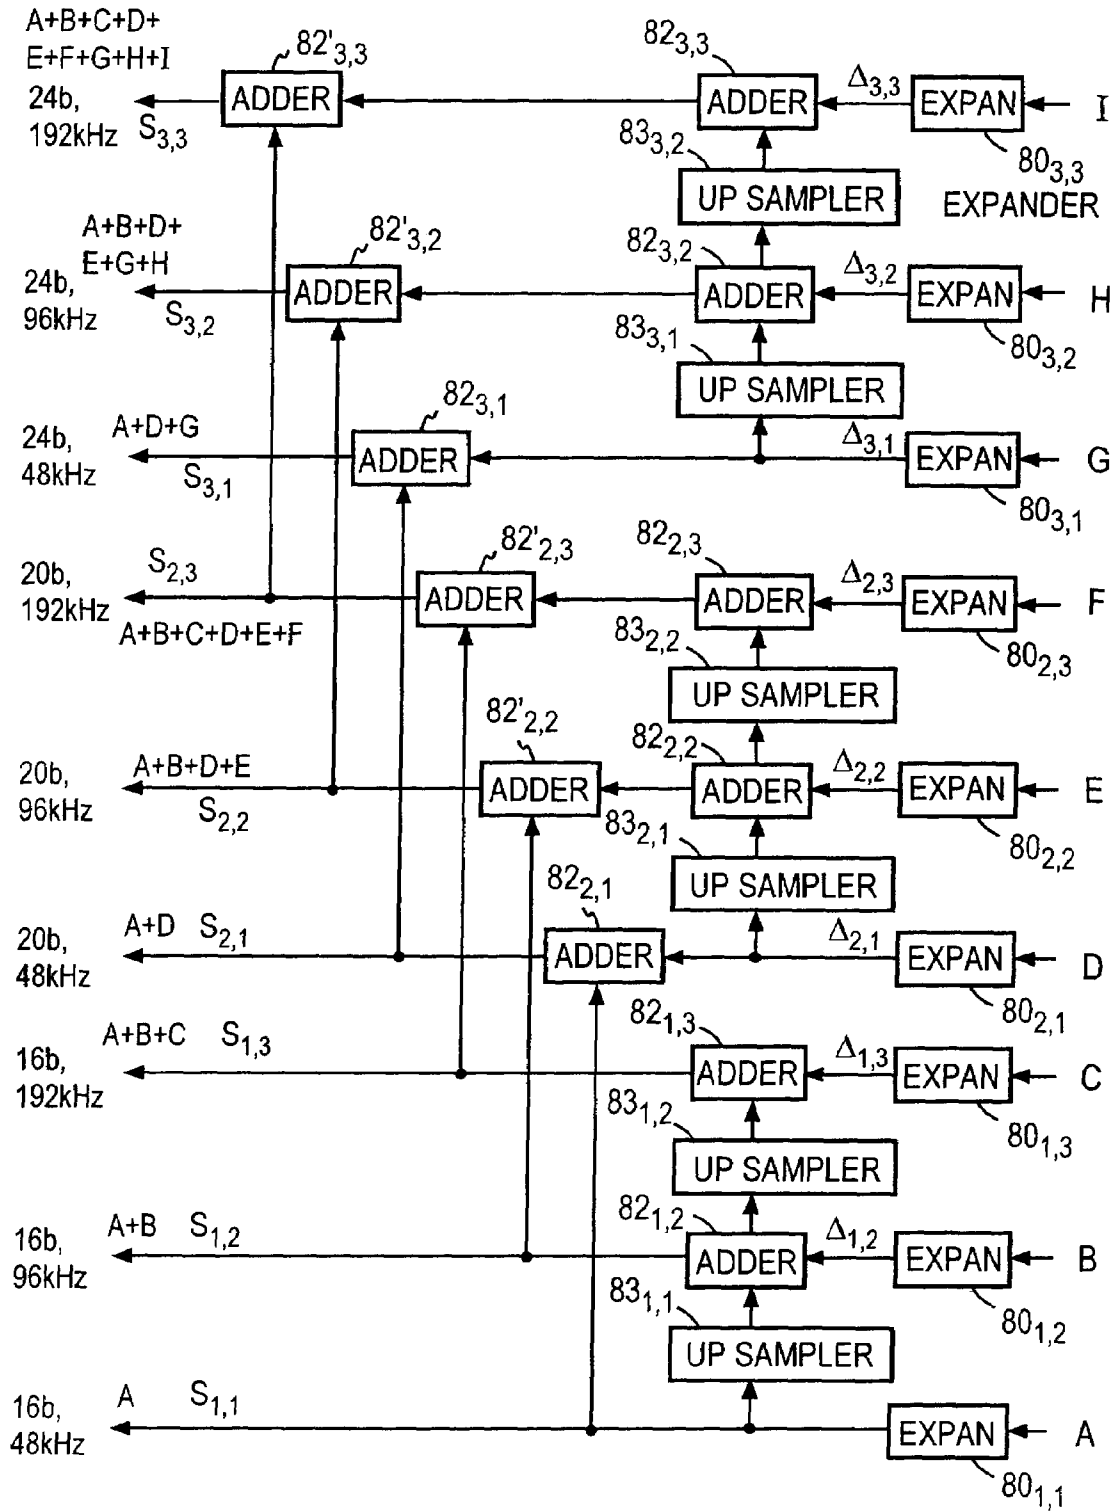 A+B+C+D+
E+F+G+H+I
82'3,3
823,3
24b,
192kHz
S3,3
ADDER
ADDER
Δ3,3
EXPAN
I
803,3
EXPANDER
833,2
UP SAMPLER
A+B+D+
E+G+H
82'3,2
823,2
24b,
96kHz
S3,2
ADDER
ADDER
Δ3,2
EXPAN
H
803,2
833,1
UP SAMPLER
823,1
24b,
48kHz
A+D+G
S3,1
ADDER
Δ3,1
EXPAN
G
803,1
82'2,3
822,3
20b,
192kHz
S2,3
A+B+C+D+E+F
ADDER
ADDER
Δ2,3
EXPAN
F
802,3
832,2
UP SAMPLER
82'2,2
822,2
20b,
96kHz
A+B+D+E
S2,2
ADDER
ADDER
Δ2,2
EXPAN
E
802,2
832,1
UP SAMPLER
822,1
20b,
48kHz
A+D S2,1
ADDER
Δ2,1
EXPAN
D
802,1
821,3
16b,
192kHz
A+B+C S1,3
ADDER
Δ1,3
EXPAN
C
801,3
831,2
UP SAMPLER
821,2
16b,
96kHz
A+B S1,2
ADDER
Δ1,2
EXPAN
B
801,2
831,1
UP SAMPLER
16b,
48kHz
A S1,1
EXPAN
A
801,1